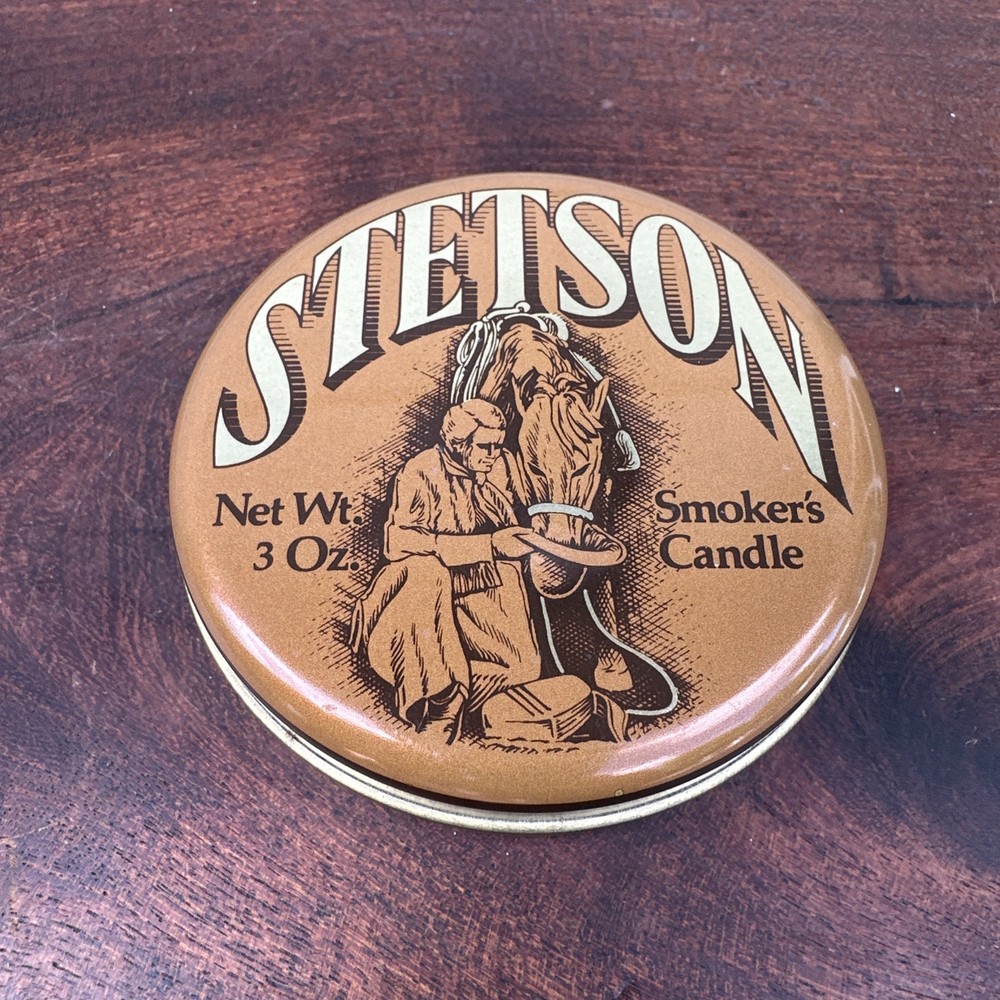 STETSON
Net Wt.
3 Oz.
Smoker's
Candle